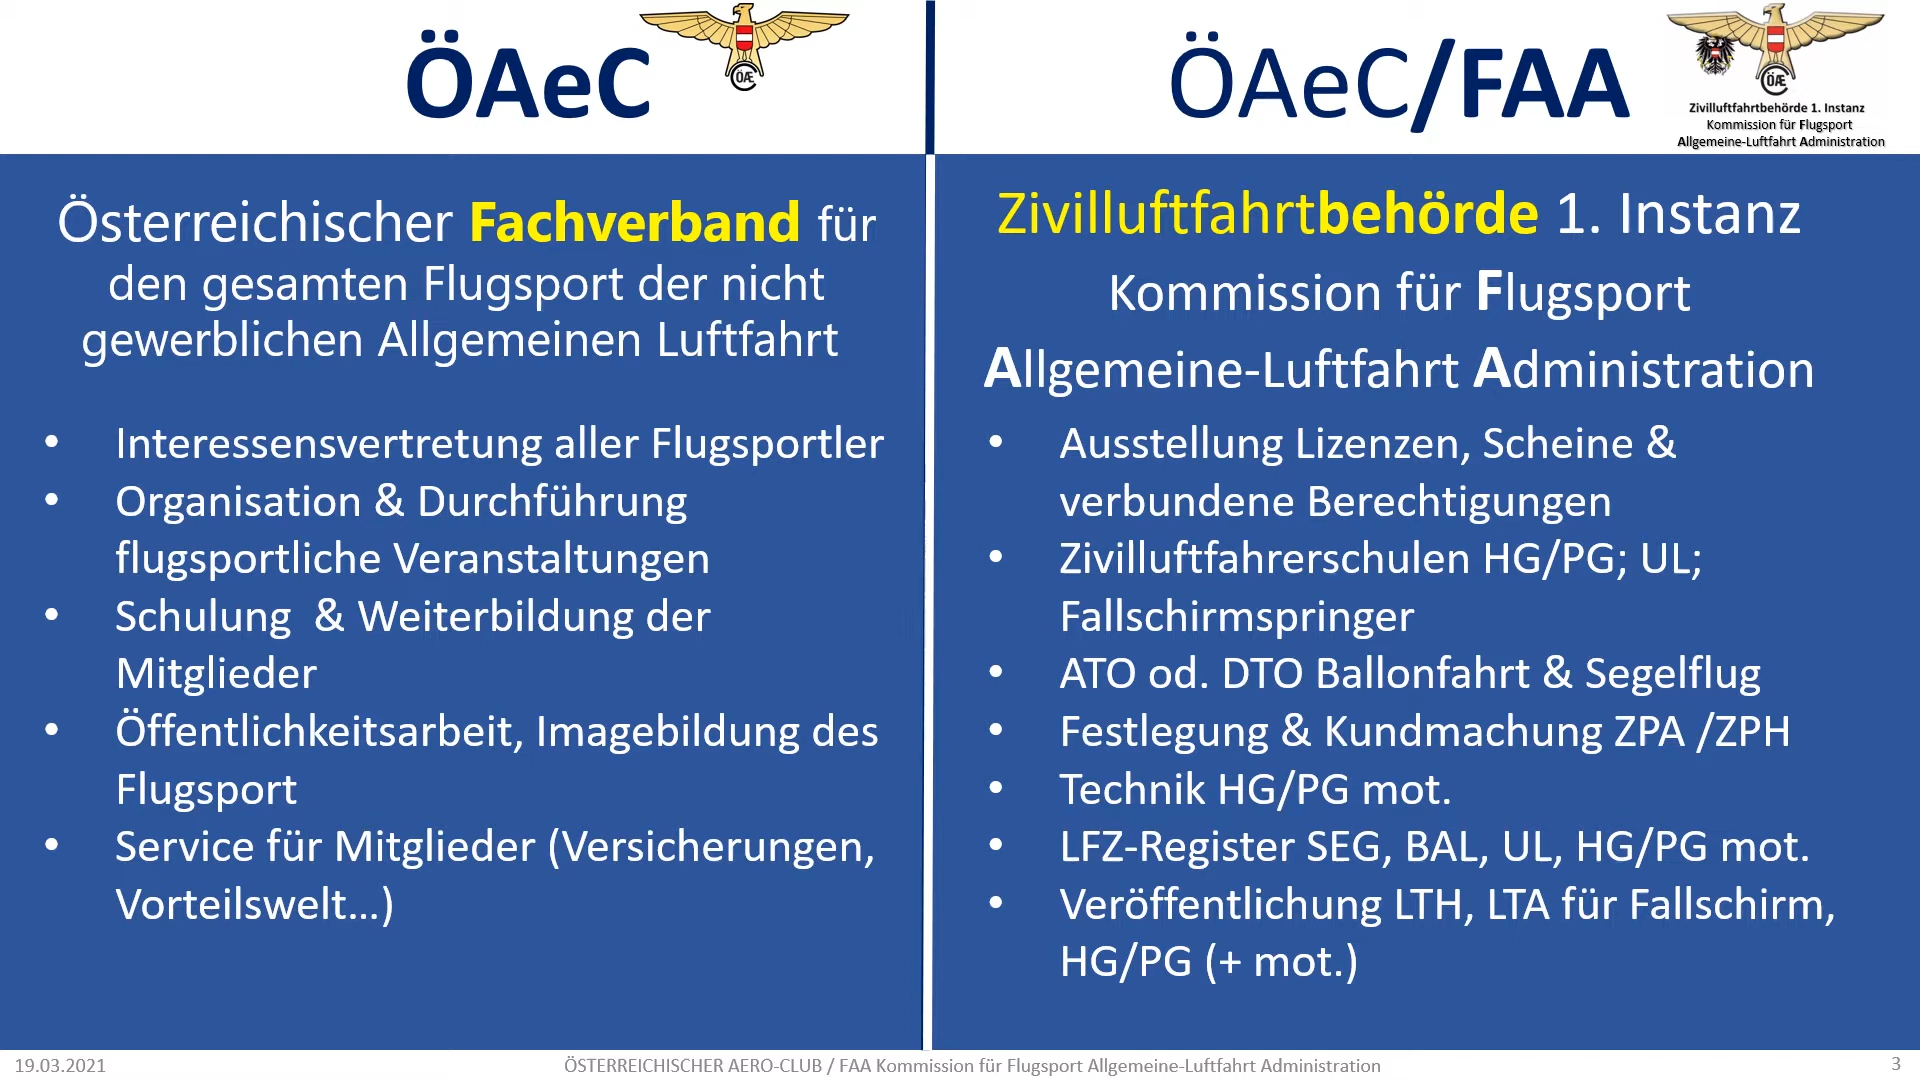 ÖAeC
ÖÆ
Österreichischer Fachverband für
den gesamten Flugsport der nicht
gewerblichen Allgemeinen Luftfahrt
• Interessensvertretung aller Flugsportler
• Organisation & Durchführung
flugsportliche Veranstaltungen
• Schulung  & Weiterbildung der
Mitglieder
• Öffentlichkeitsarbeit, Imagebildung des
Flugsport
• Service für Mitglieder (Versicherungen,
Vorteilswelt...)
ÖAeC/FAA
ÖÆ
Zivilluftfahrtbehörde 1. Instanz
Kommission für Flugsport
Allgemeine-Luftfahrt Administration
Zivilluftfahrtbehörde 1. Instanz
Kommission für Flugsport
Allgemeine-Luftfahrt Administration
• Ausstellung Lizenzen, Scheine &
verbundene Berechtigungen
• Zivilluftfahrerschulen HG/PG; UL;
Fallschirmspringer
• ATO od. DTO Ballonfahrt & Segelflug
• Festlegung & Kundmachung ZPA /ZPH
• Technik HG/PG mot.
• LFZ-Register SEG, BAL, UL, HG/PG mot.
• Veröffentlichung LTH, LTA für Fallschirm,
HG/PG (+ mot.)
19.03.2021
ÖSTERREICHISCHER AERO-CLUB / FAA Kommission für Flugsport Allgemeine-Luftfahrt Administration
3